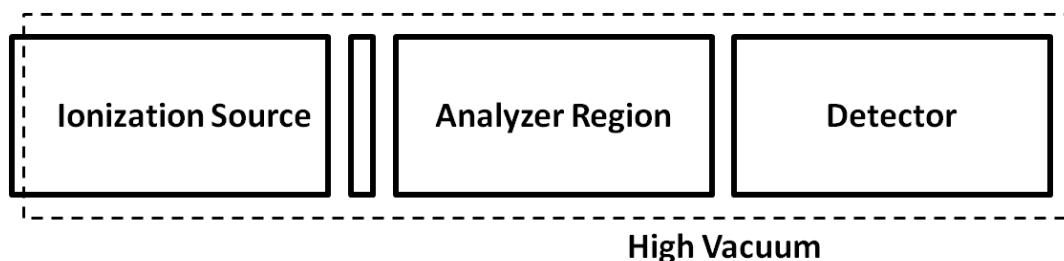 Ionization Source
Analyzer Region
Detector
High Vacuum